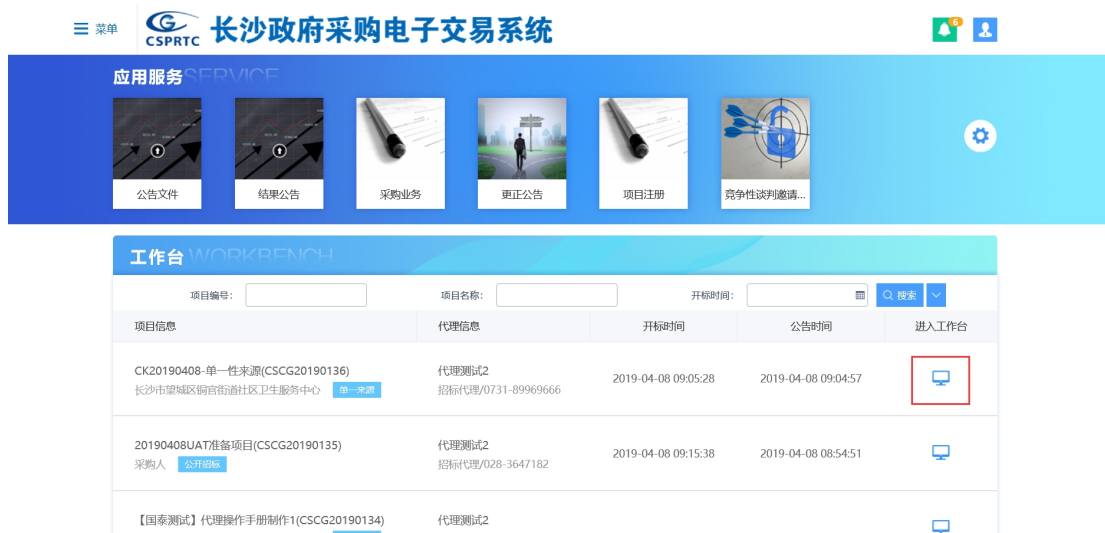 菜单
CSPRTC 长沙政府采购电子交易系统
6
应用服务SERVICE
公告文件 结果公告 采购业务 更正公告 项目注册 竞争性谈判邀请...
工作台 WORKBENCH
项目编号: 项目名称: 开标时间: 搜索
项目信息 代理信息 开标时间 公告时间 进入工作台
CK20190408-单一性来源(CSCG20190136) 代理测试2
2019-04-08 09:05:28 2019-04-08 09:04:57
长沙市望城区铜官街道社区卫生服务中心 单一来源 招标代理/0731-89969666
20190408UAT准备项目(CSCG20190135) 代理测试2
2019-04-08 09:15:38 2019-04-08 08:54:51
采购人 公开招标 招标代理/028-3647182
【国泰测试】代理操作手册制作1(CSCG20190134) 代理测试2